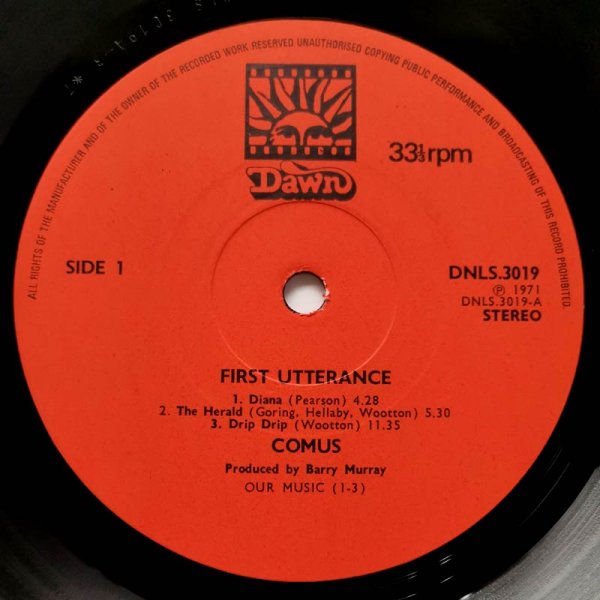 ALL RIGHTS OF THE MANUFACTURER AND OF THE OWNER OF THE RECORDED WORK RESERVED UNAUTHORISED COPYING PUBLIC PERFORMANCE AND BROADCASTING OF THIS RECORD PROHIBITED.
Dawn
33⅓rpm
SIDE 1
DNLS.3019
℗ 1971
DNLS.3019-A
STEREO
FIRST UTTERANCE
1. Diana (Pearson) 4.28
2. The Herald (Goring, Hellaby, Wootton) 5.30
3. Drip Drip (Wootton) 11.35
COMUS
Produced by Barry Murray
OUR MUSIC (1-3)